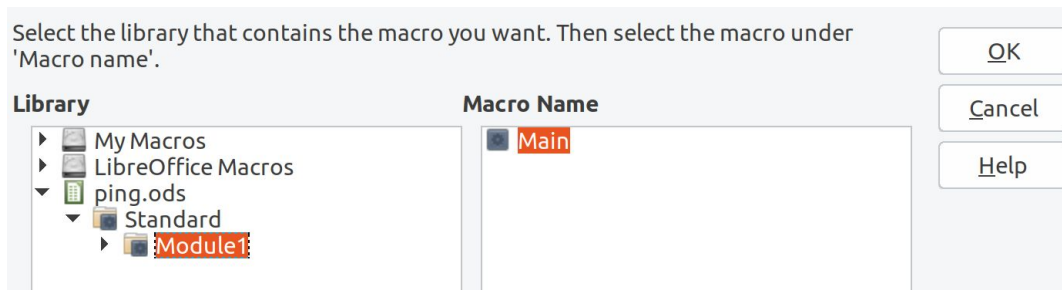 Select the library that contains the macro you want. Then select the macro under
'Macro name'.
OK
Library
Macro Name
Cancel
My Macros
Main
LibreOffice Macros
Help
ping.ods
Standard
Module1